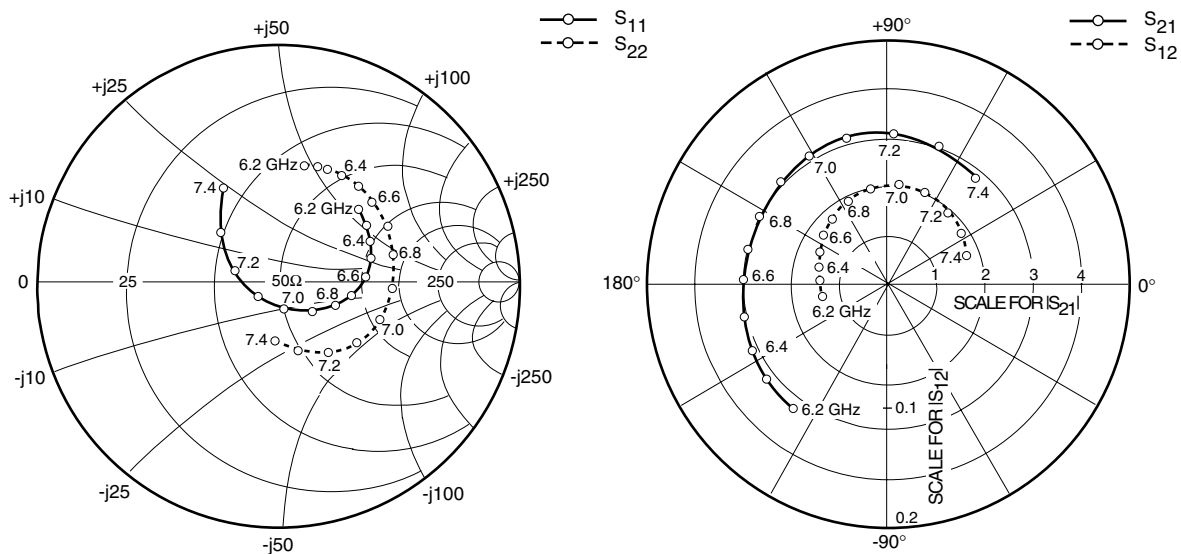 S11
S22
+j50
+j25
+j100
+j10
+j250
0
25
50Ω
250
-j10
-j250
-j25
-j100
-j50
6.2 GHz
6.4
6.6
6.8
7.0
7.2
7.4
7.4
7.2
7.0
6.8
6.6
6.4
6.2 GHz
S21
S12
+90°
180°
0°
-90°
7.0
7.2
7.4
6.8
6.6
6.4
6.2 GHz
6.8
7.0
7.2
7.4
6.6
6.4
6.2 GHz
1
2
3
4
SCALE FOR |S21|
SCALE FOR |S12|
0.1
0.2